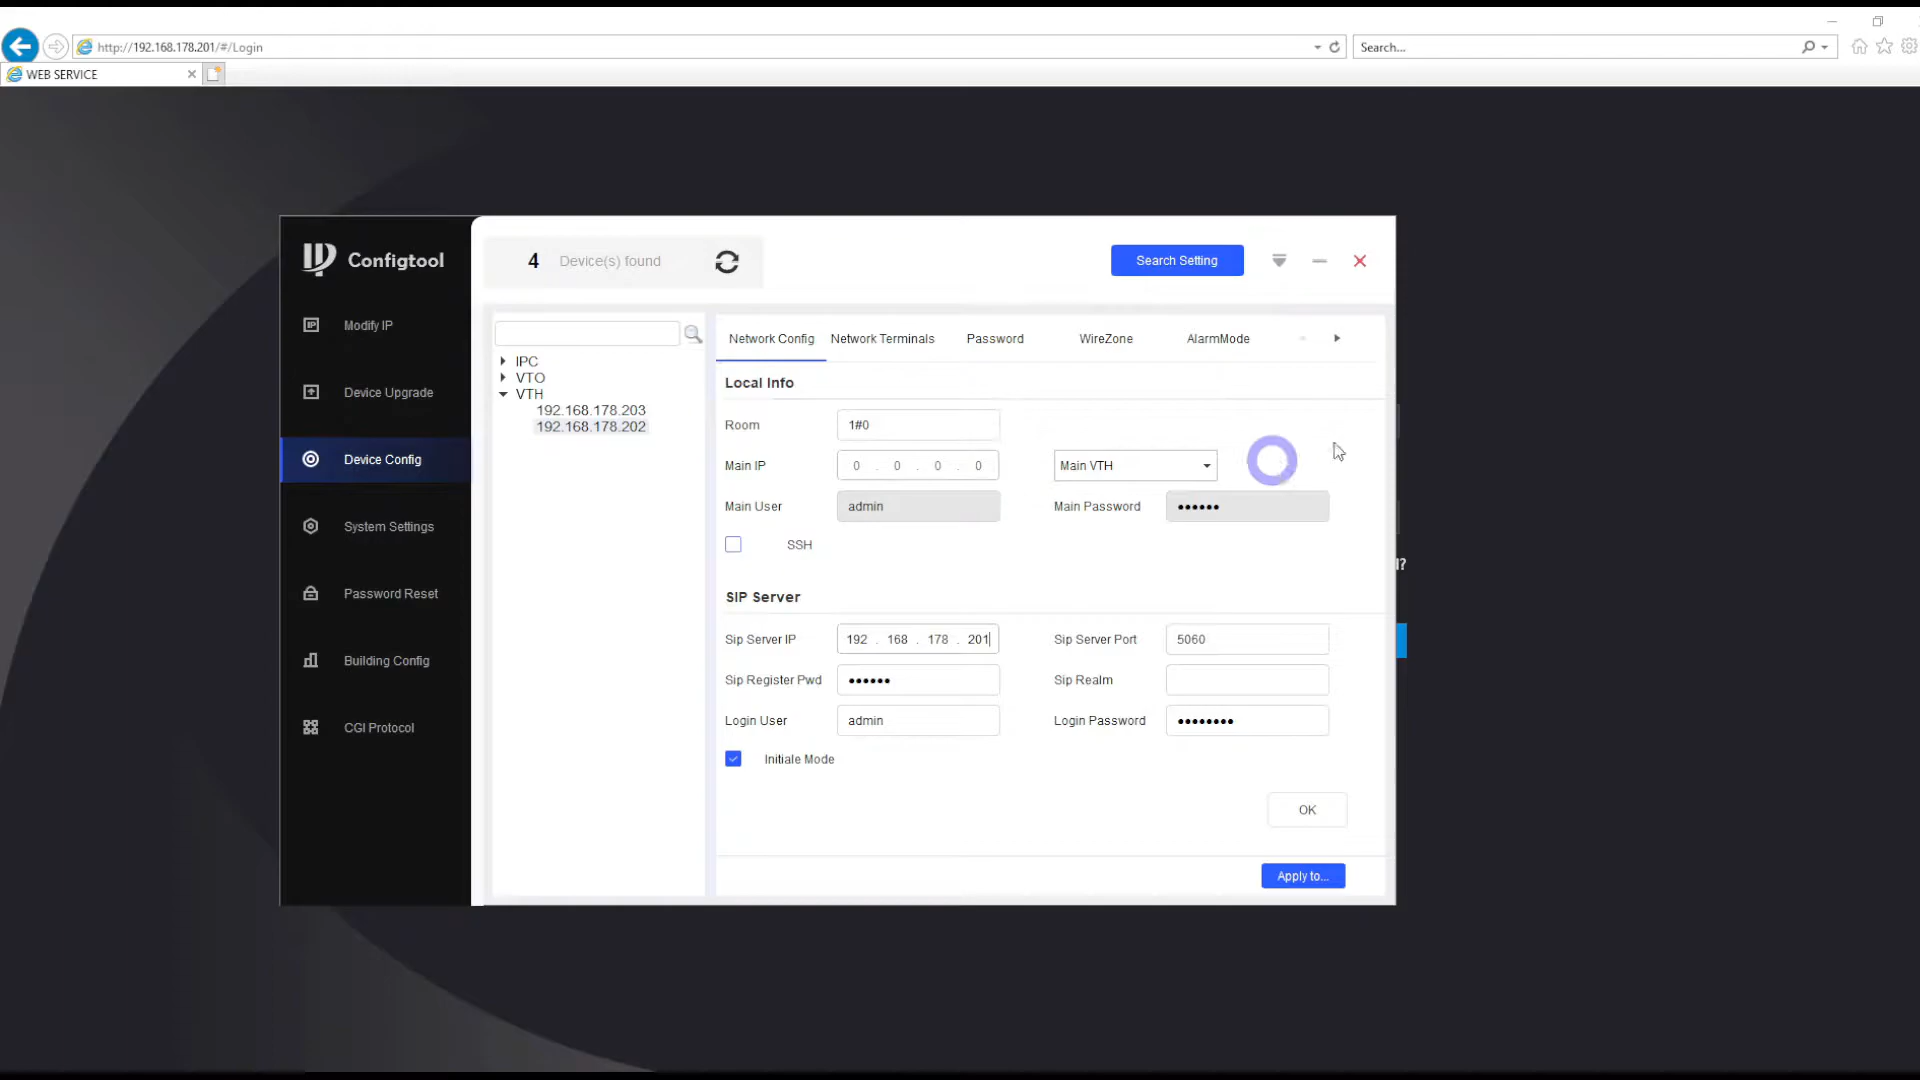 http://192.168.178.201/#/Login
Search...
WEB SERVICE
Configtool
4 Device(s) found
Search Setting
Modify IP
Device Upgrade
Device Config
System Settings
Password Reset
Building Config
CGI Protocol
IPC
VTO
VTH
192.168.178.203
192.168.178.202
Network Config Network Terminals Password WireZone AlarmMode
Local Info
Room 1#0
Main IP 0 . 0 . 0 . 0 Main VTH
Main User admin Main Password ••••••
SSH
SIP Server
Sip Server IP 192 . 168 . 178 . 201 Sip Server Port 5060
Sip Register Pwd •••••• Sip Realm
Login User admin Login Password ••••••••
Initiale Mode
OK
Apply to...